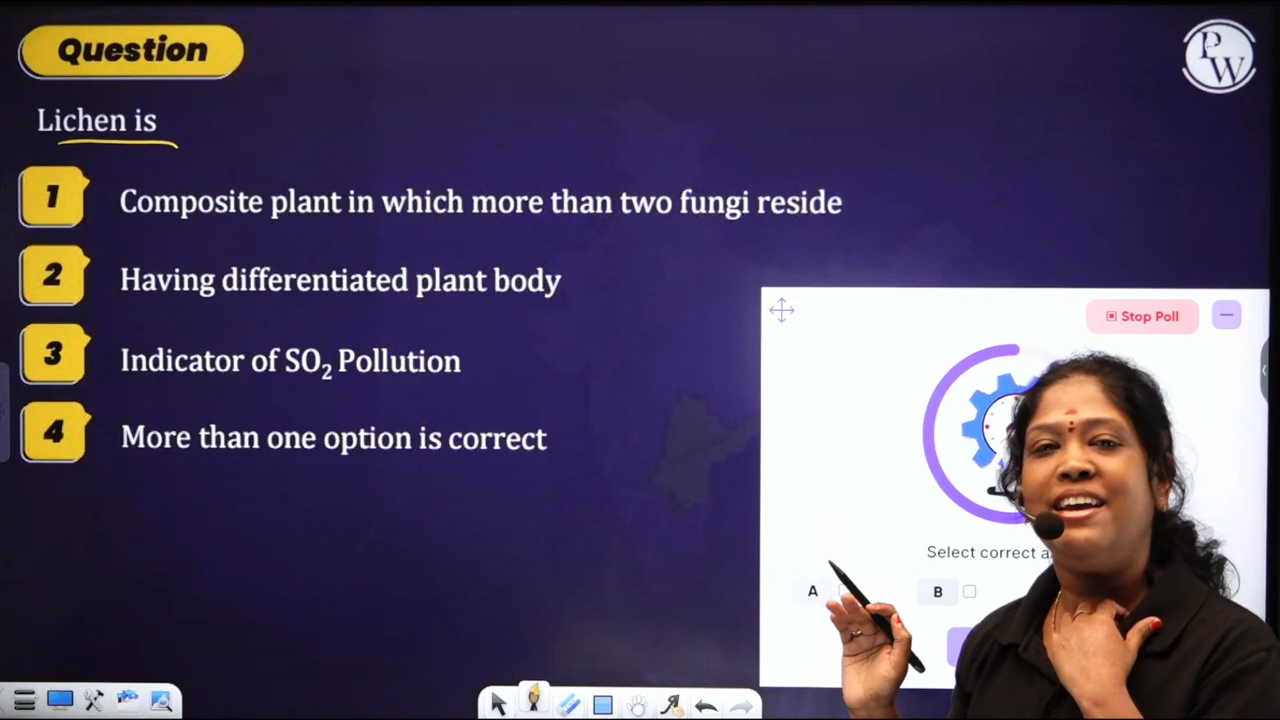 Question
PW
Lichen is
1 Composite plant in which more than two fungi reside
2 Having differentiated plant body
3 Indicator of SO₂ Pollution
4 More than one option is correct
Stop Poll
Select correct a
A
B